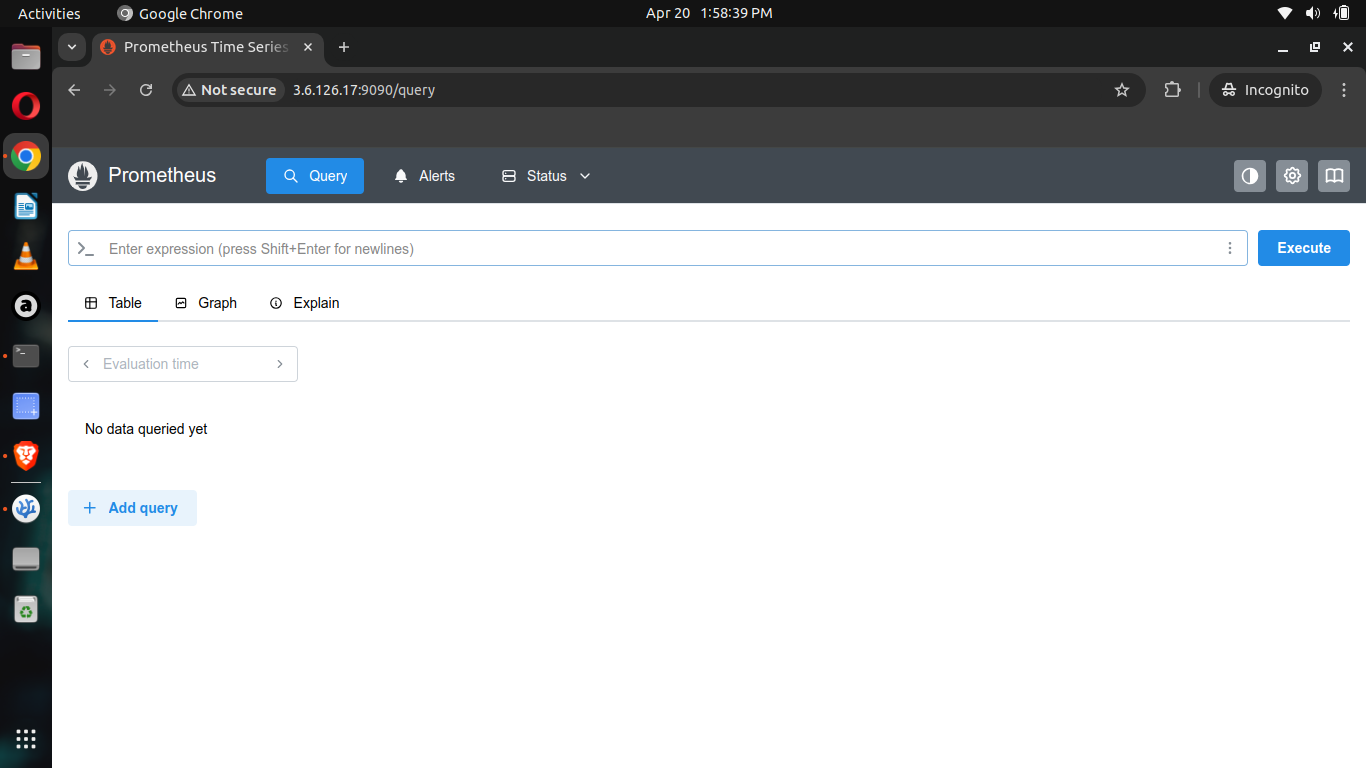 Activities Google Chrome Apr 20 1:58:39 PM
Prometheus Time Series
Not secure 3.6.126.17:9090/query Incognito
Prometheus Query Alerts Status
>_ Enter expression (press Shift+Enter for newlines) Execute
Table Graph Explain
Evaluation time
No data queried yet
+ Add query